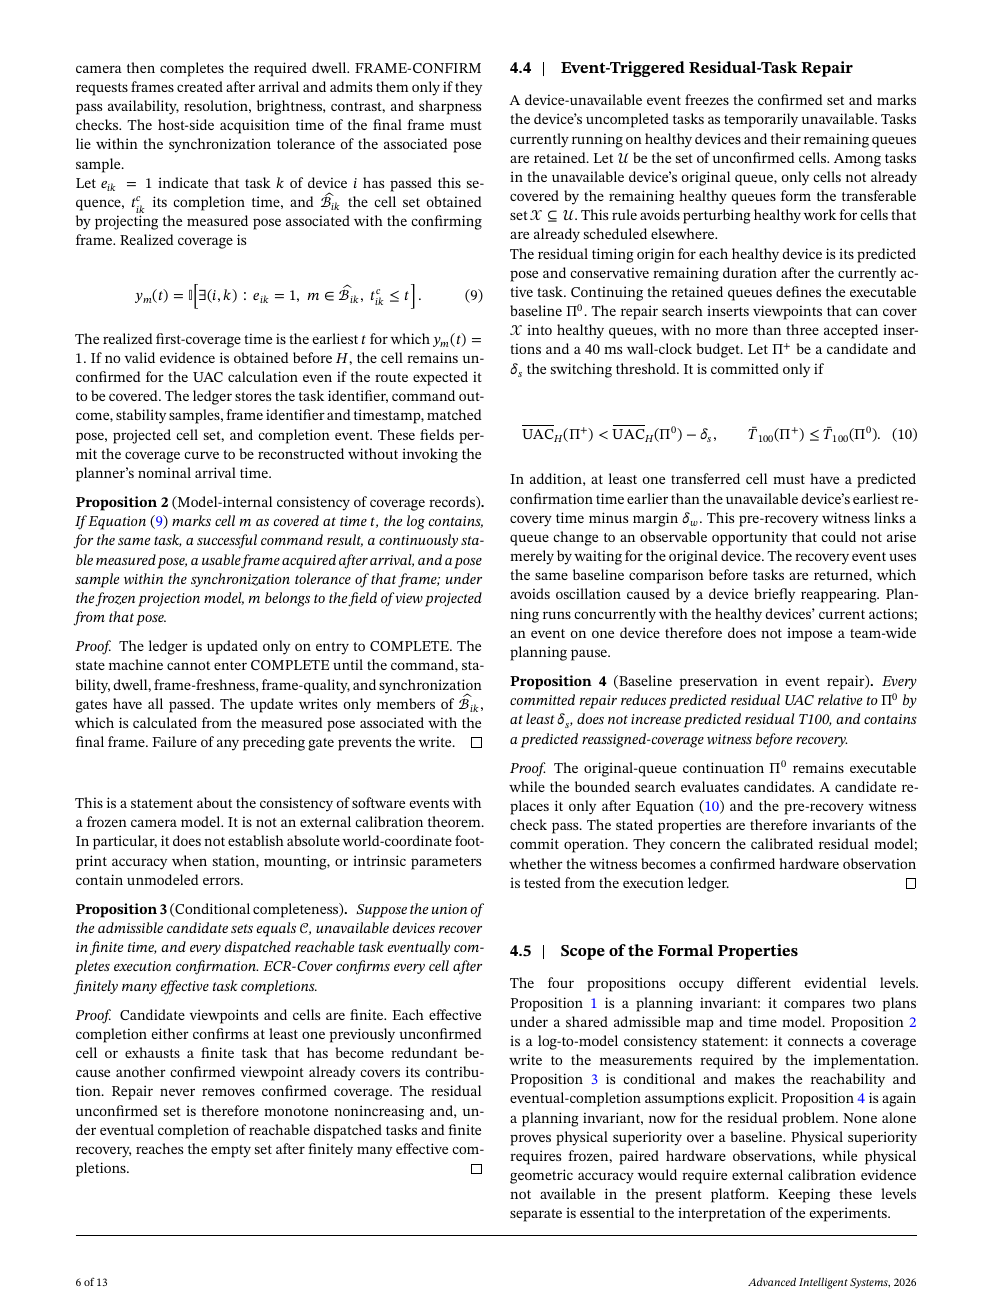 camera then completes the required dwell. FRAME-CONFIRM
requests frames created after arrival and admits them only if they
pass availability, resolution, brightness, contrast, and sharpness
checks. The host-side acquisition time of the final frame must
lie within the synchronization tolerance of the associated pose
sample.
Let e_{ik} = 1 indicate that task k of device i has passed this se-
quence, t^c_{ik} its completion time, and \widehat{ℬ}_{ik} the cell set obtained
by projecting the measured pose associated with the confirming
frame. Realized coverage is
y_m(t) = 𝕀[∃(i, k) : e_{ik} = 1, m ∈ \widehat{ℬ}_{ik}, t^c_{ik} ≤ t]. (9)
The realized first-coverage time is the earliest t for which y_m(t) =
1. If no valid evidence is obtained before H, the cell remains un-
confirmed for the UAC calculation even if the route expected it
to be covered. The ledger stores the task identifier, command out-
come, stability samples, frame identifier and timestamp, matched
pose, projected cell set, and completion event. These fields per-
mit the coverage curve to be reconstructed without invoking the
planner's nominal arrival time.
Proposition 2 (Model-internal consistency of coverage records).
If Equation (9) marks cell m as covered at time t, the log contains,
for the same task, a successful command result, a continuously sta-
ble measured pose, a usable frame acquired after arrival, and a pose
sample within the synchronization tolerance of that frame; under
the frozen projection model, m belongs to the field of view projected
from that pose.
Proof. The ledger is updated only on entry to COMPLETE. The
state machine cannot enter COMPLETE until the command, sta-
bility, dwell, frame-freshness, frame-quality, and synchronization
gates have all passed. The update writes only members of \widehat{ℬ}_{ik},
which is calculated from the measured pose associated with the
final frame. Failure of any preceding gate prevents the write. □
This is a statement about the consistency of software events with
a frozen camera model. It is not an external calibration theorem.
In particular, it does not establish absolute world-coordinate foot-
print accuracy when station, mounting, or intrinsic parameters
contain unmodeled errors.
Proposition 3 (Conditional completeness). Suppose the union of
the admissible candidate sets equals 𝒞, unavailable devices recover
in finite time, and every dispatched reachable task eventually com-
pletes execution confirmation. ECR-Cover confirms every cell after
finitely many effective task completions.
Proof. Candidate viewpoints and cells are finite. Each effective
completion either confirms at least one previously unconfirmed
cell or exhausts a finite task that has become redundant be-
cause another confirmed viewpoint already covers its contribu-
tion. Repair never removes confirmed coverage. The residual
unconfirmed set is therefore monotone nonincreasing and, un-
der eventual completion of reachable dispatched tasks and finite
recovery, reaches the empty set after finitely many effective com-
pletions. □
4.4 | Event-Triggered Residual-Task Repair
A device-unavailable event freezes the confirmed set and marks
the device's uncompleted tasks as temporarily unavailable. Tasks
currently running on healthy devices and their remaining queues
are retained. Let 𝒰 be the set of unconfirmed cells. Among tasks
in the unavailable device's original queue, only cells not already
covered by the remaining healthy queues form the transferable
set 𝒳 ⊆ 𝒰. This rule avoids perturbing healthy work for cells that
are already scheduled elsewhere.
The residual timing origin for each healthy device is its predicted
pose and conservative remaining duration after the currently ac-
tive task. Continuing the retained queues defines the executable
baseline Π⁰. The repair search inserts viewpoints that can cover
𝒳 into healthy queues, with no more than three accepted inser-
tions and a 40 ms wall-clock budget. Let Π⁺ be a candidate and
δ_s the switching threshold. It is committed only if
\overline{UAC}_H(Π⁺) < \overline{UAC}_H(Π⁰) − δ_s, \bar{T}_{100}(Π⁺) ≤ \bar{T}_{100}(Π⁰). (10)
In addition, at least one transferred cell must have a predicted
confirmation time earlier than the unavailable device's earliest re-
covery time minus margin δ_w. This pre-recovery witness links a
queue change to an observable opportunity that could not arise
merely by waiting for the original device. The recovery event uses
the same baseline comparison before tasks are returned, which
avoids oscillation caused by a device briefly reappearing. Plan-
ning runs concurrently with the healthy devices' current actions;
an event on one device therefore does not impose a team-wide
planning pause.
Proposition 4 (Baseline preservation in event repair). Every
committed repair reduces predicted residual UAC relative to Π⁰ by
at least δ_s, does not increase predicted residual T100, and contains
a predicted reassigned-coverage witness before recovery.
Proof. The original-queue continuation Π⁰ remains executable
while the bounded search evaluates candidates. A candidate re-
places it only after Equation (10) and the pre-recovery witness
check pass. The stated properties are therefore invariants of the
commit operation. They concern the calibrated residual model;
whether the witness becomes a confirmed hardware observation
is tested from the execution ledger. □
4.5 | Scope of the Formal Properties
The four propositions occupy different evidential levels.
Proposition 1 is a planning invariant: it compares two plans
under a shared admissible map and time model. Proposition 2
is a log-to-model consistency statement: it connects a coverage
write to the measurements required by the implementation.
Proposition 3 is conditional and makes the reachability and
eventual-completion assumptions explicit. Proposition 4 is again
a planning invariant, now for the residual problem. None alone
proves physical superiority over a baseline. Physical superiority
requires frozen, paired hardware observations, while physical
geometric accuracy would require external calibration evidence
not available in the present platform. Keeping these levels
separate is essential to the interpretation of the experiments.
6 of 13
Advanced Intelligent Systems, 2026